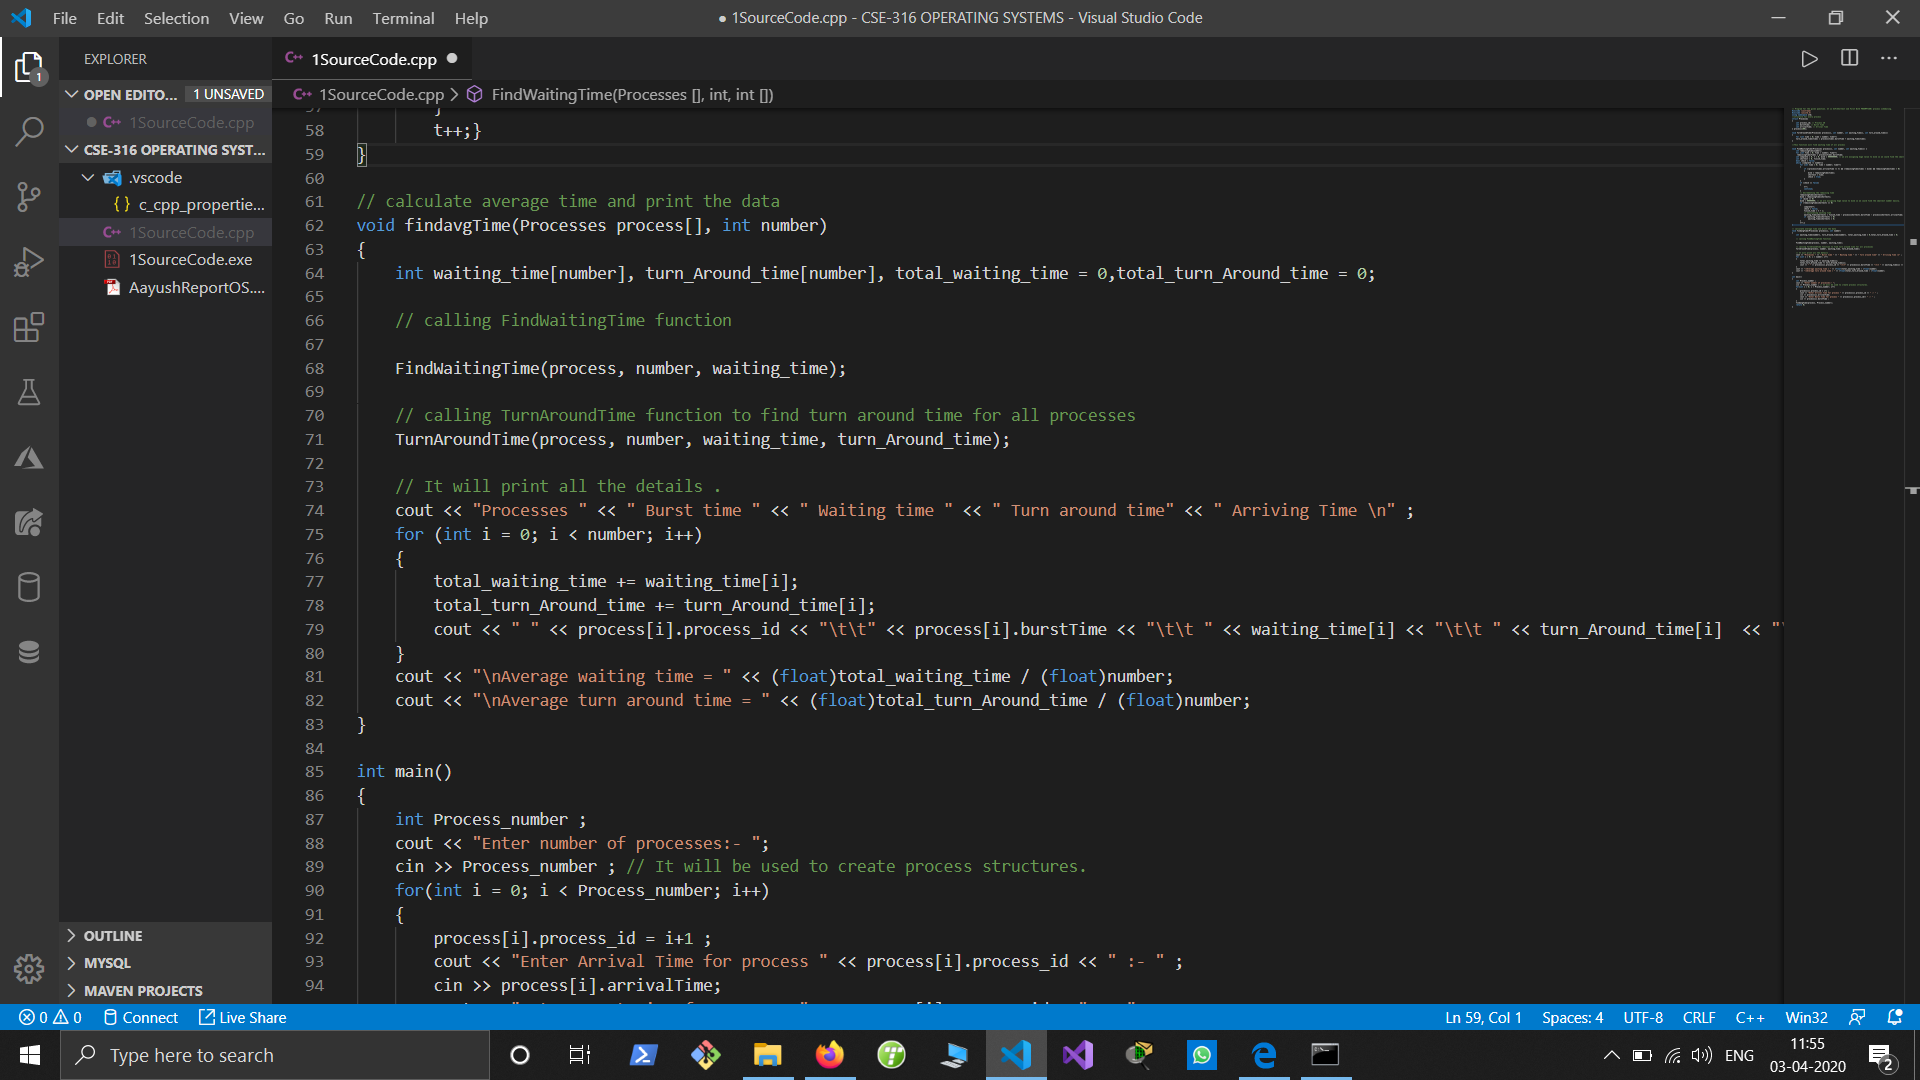 File Edit Selection View Go Run Terminal Help
● 1SourceCode.cpp - CSE-316 OPERATING SYSTEMS - Visual Studio Code
EXPLORER
OPEN EDITO... 1 UNSAVED
1SourceCode.cpp
CSE-316 OPERATING SYST...
.vscode
{} c_cpp_propertie...
1SourceCode.cpp
1SourceCode.exe
AayushReportOS....
OUTLINE
MYSQL
MAVEN PROJECTS
1SourceCode.cpp
1SourceCode.cpp > FindWaitingTime(Processes [], int, int [])
58 t++;}
59 }
60
61 // calculate average time and print the data
62 void findavgTime(Processes process[], int number)
63 {
64 int waiting_time[number], turn_Around_time[number], total_waiting_time = 0,total_turn_Around_time = 0;
65
66 // calling FindWaitingTime function
67
68 FindWaitingTime(process, number, waiting_time);
69
70 // calling TurnAroundTime function to find turn around time for all processes
71 TurnAroundTime(process, number, waiting_time, turn_Around_time);
72
73 // It will print all the details .
74 cout << "Processes " << " Burst time " << " Waiting time " << " Turn around time" << " Arriving Time \n" ;
75 for (int i = 0; i < number; i++)
76 {
77 total_waiting_time += waiting_time[i];
78 total_turn_Around_time += turn_Around_time[i];
79 cout << " " << process[i].process_id << "\t\t" << process[i].burstTime << "\t\t " << waiting_time[i] << "\t\t " << turn_Around_time[i]  << "
80 }
81 cout << "\nAverage waiting time = " << (float)total_waiting_time / (float)number;
82 cout << "\nAverage turn around time = " << (float)total_turn_Around_time / (float)number;
83 }
84
85 int main()
86 {
87 int Process_number ;
88 cout << "Enter number of processes:- ";
89 cin >> Process_number ; // It will be used to create process structures.
90 for(int i = 0; i < Process_number; i++)
91 {
92 process[i].process_id = i+1 ;
93 cout << "Enter Arrival Time for process " << process[i].process_id << " :- " ;
94 cin >> process[i].arrivalTime;
0 0 Connect Live Share
Ln 59, Col 1 Spaces: 4 UTF-8 CRLF C++ Win32
Type here to search
ENG
11:55
03-04-2020
2